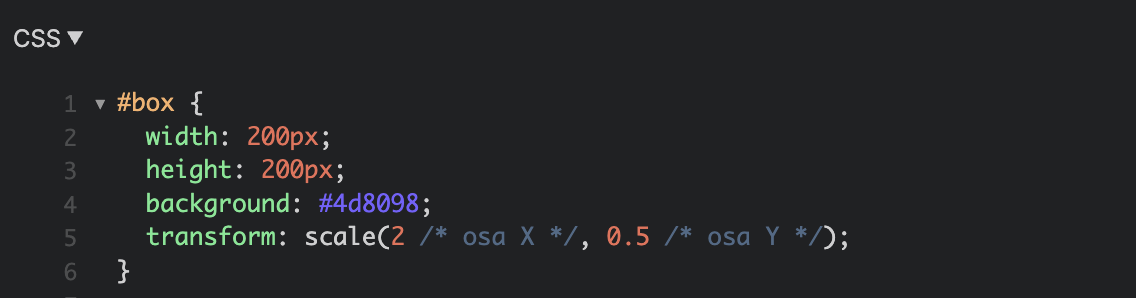 CSS ▼
1 ▾ #box {
2 width: 200px;
3 height: 200px;
4 background: #4d8098;
5 transform: scale(2 /* osa X */, 0.5 /* osa Y */);
6 }